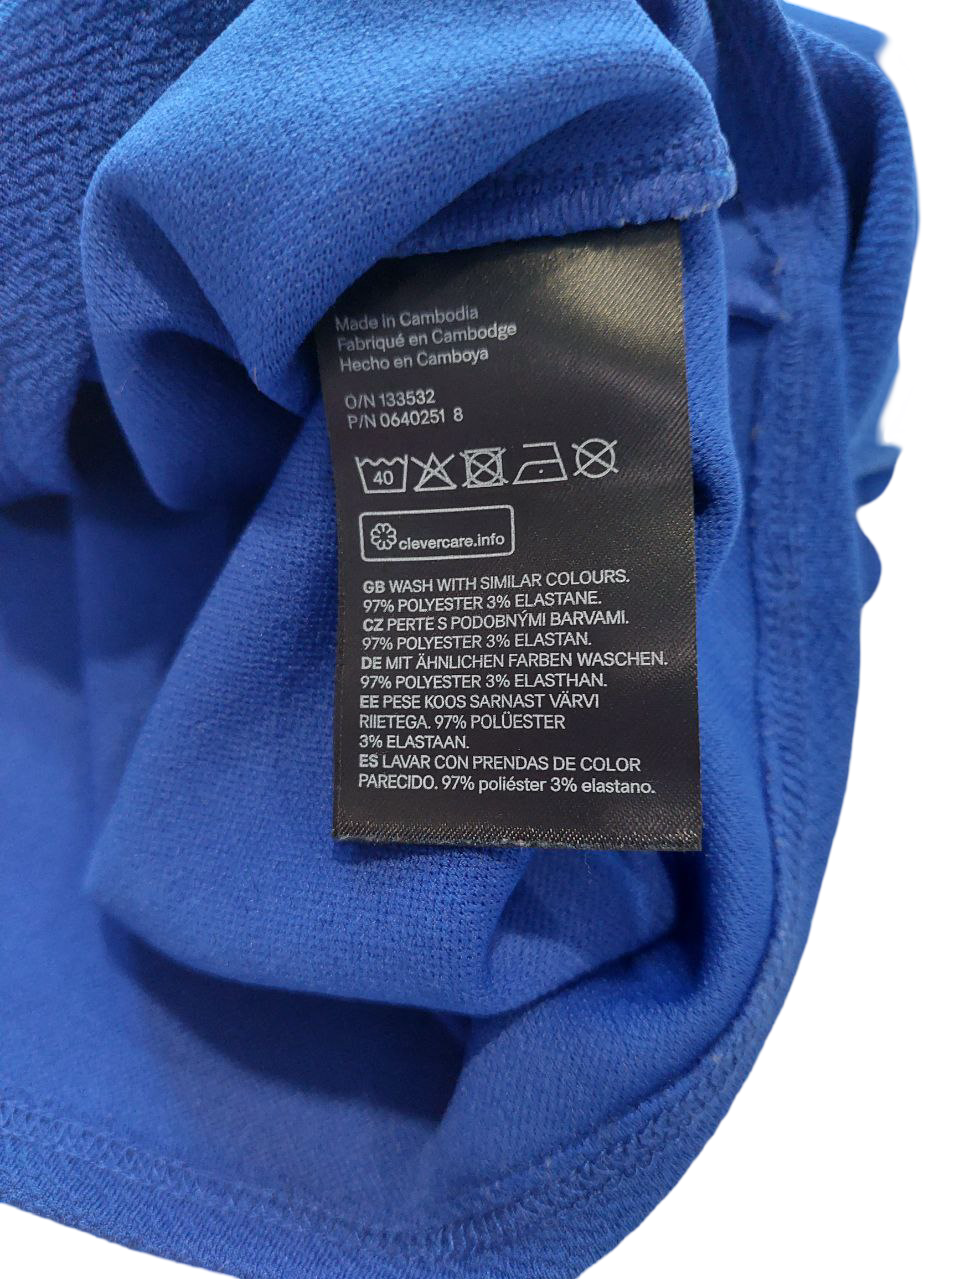 Made in Cambodia
Fabriqué en Cambodge
Hecho en Camboya
O/N 133532
P/N 0640251 8
40
clevercare.info
GB WASH WITH SIMILAR COLOURS.
97% POLYESTER 3% ELASTANE.
CZ PERTE S PODOBNÝMI BARVAMI.
97% POLYESTER 3% ELASTAN.
DE MIT ÄHNLICHEN FARBEN WASCHEN.
97% POLYESTER 3% ELASTHAN.
EE PESE KOOS SARNAST VÄRVI
RIIETEGA. 97% POLÜESTER
3% ELASTAAN.
ES LAVAR CON PRENDAS DE COLOR
PARECIDO. 97% poliéster 3% elastano.